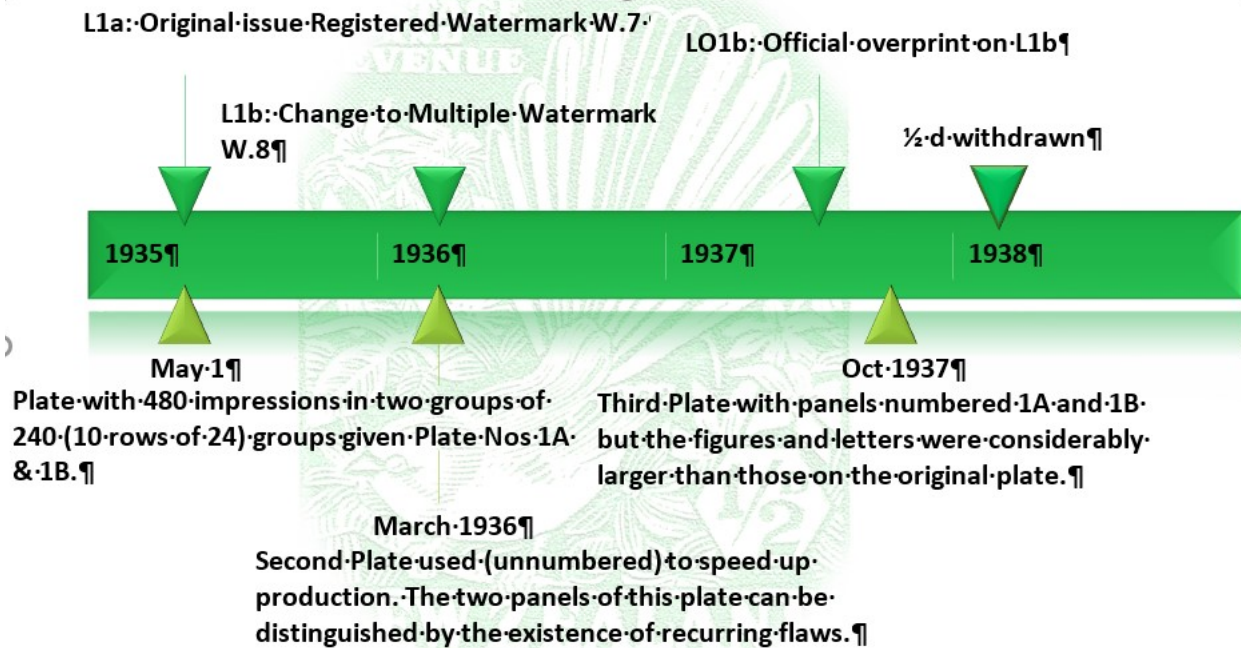 L1a: Original issue Registered Watermark W.7
LO1b: Official overprint on L1b¶
L1b: Change to Multiple Watermark
W.8¶
½ d withdrawn¶
1935¶
1936¶
1937¶
1938¶
May 1¶
Plate with 480 impressions in two groups of
240 (10 rows of 24) groups given Plate Nos 1A
& 1B.¶
Oct 1937¶
Third Plate with panels numbered 1A and 1B
but the figures and letters were considerably
larger than those on the original plate.¶
March 1936¶
Second Plate used (unnumbered) to speed up
production. The two panels of this plate can be
distinguished by the existence of recurring flaws.¶
VENUE
1/2